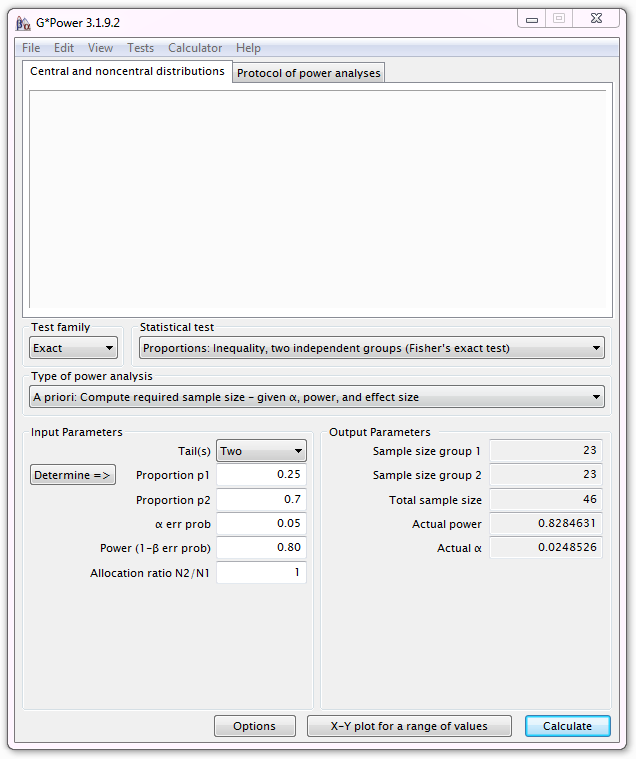 G*Power 3.1.9.2
File Edit View Tests Calculator Help
Central and noncentral distributions Protocol of power analyses
Test family Statistical test
Exact Proportions: Inequality, two independent groups (Fisher's exact test)
Type of power analysis
A priori: Compute required sample size - given α, power, and effect size
Input Parameters Output Parameters
Tail(s) Two Sample size group 1 23
Determine => Proportion p1 0.25 Sample size group 2 23
Proportion p2 0.7 Total sample size 46
α err prob 0.05 Actual power 0.8284631
Power (1-β err prob) 0.80 Actual α 0.0248526
Allocation ratio N2/N1 1
Options X-Y plot for a range of values Calculate